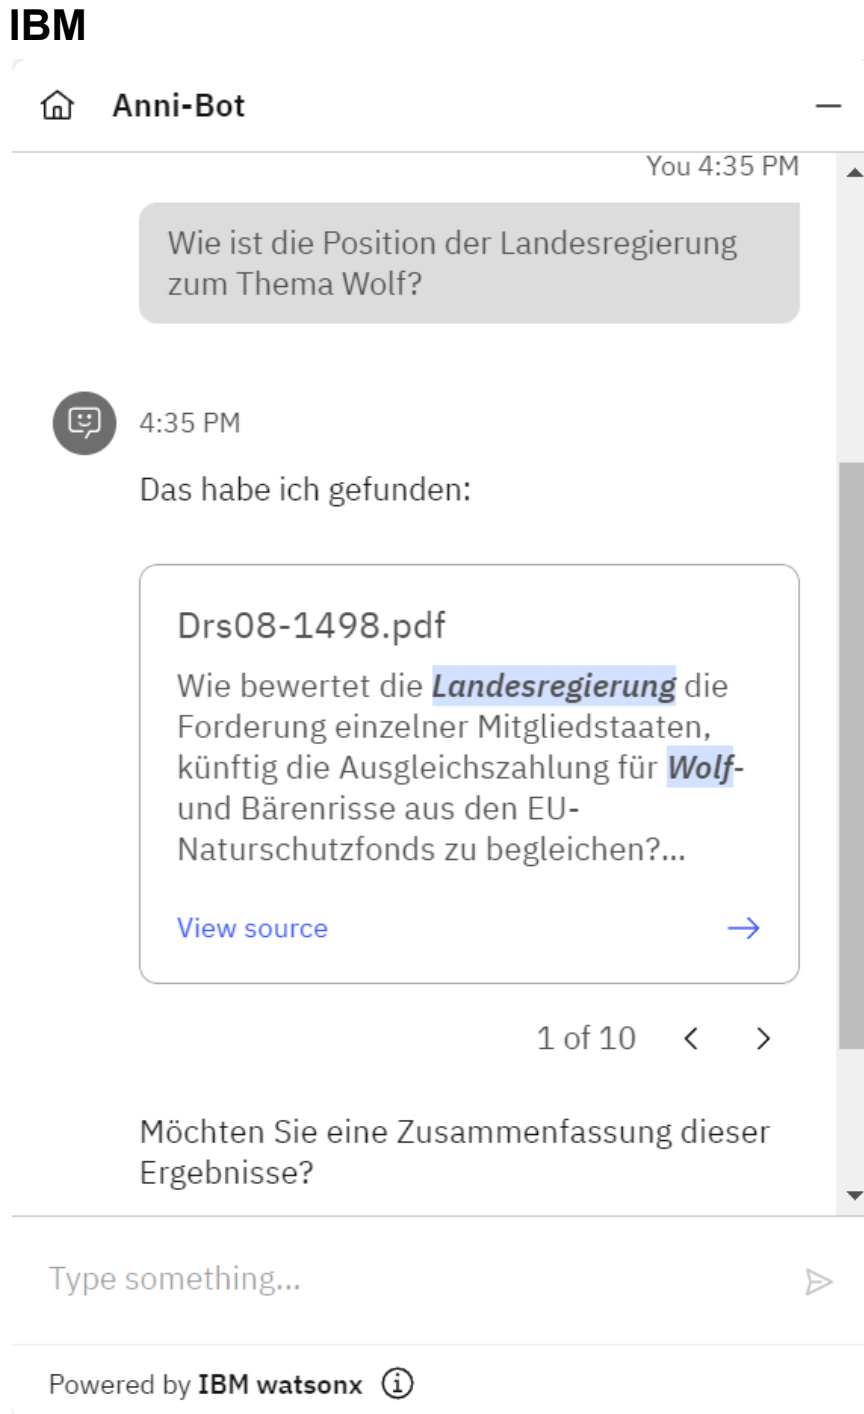 IBM
Anni-Bot
You 4:35 PM
Wie ist die Position der Landesregierung
zum Thema Wolf?
4:35 PM
Das habe ich gefunden:
Drs08-1498.pdf
Wie bewertet die Landesregierung die
Forderung einzelner Mitgliedstaaten,
künftig die Ausgleichszahlung für Wolf-
und Bärenrisse aus den EU-
Naturschutzfonds zu begleichen?...
View source
1 of 10
Möchten Sie eine Zusammenfassung dieser
Ergebnisse?
Type something...
Powered by IBM watsonx